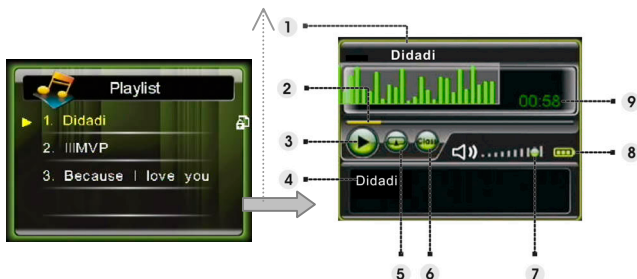 Playlist
1. Didadi
2. IIIMVP
3. Because I love you
1
Didadi
2
00:58
9
3
Class
8
4
Didadi
5
6
7